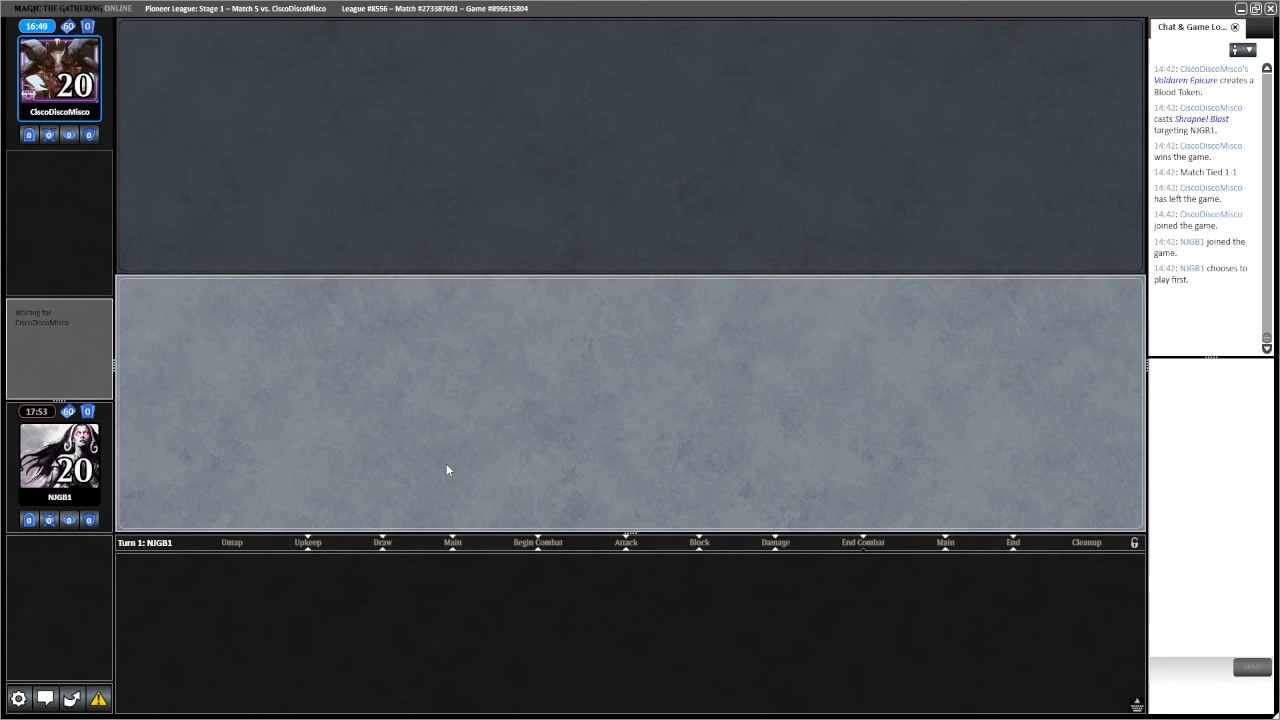 MAGIC THE GATHERING ONLINE Pioneer League: Stage 1 – Match 5 vs. CiscoDiscoMisco League #8556 – Match #273387601 – Game #896615804
16:49 60 0
20
CiscoDiscoMisco
0 0 0 0
Waiting for
CiscoDiscoMisco
17:53 60 0
20
NJGB1
0 0 0 0
Turn 1: NJGB1 Untap Upkeep Draw Main Begin Combat Attack Block Damage End Combat Main End Cleanup
Chat & Game Lo...
14:42: CiscoDiscoMisco's
Voldaren Epicure creates a
Blood Token.
14:42: CiscoDiscoMisco
casts Shrapnel Blast
targeting NJGB1.
14:42: CiscoDiscoMisco
wins the game.
14:42: Match Tied 1-1
14:42: CiscoDiscoMisco
has left the game.
14:42: CiscoDiscoMisco
joined the game.
14:42: NJGB1 joined the
game.
14:42: NJGB1 chooses to
play first.
SEND